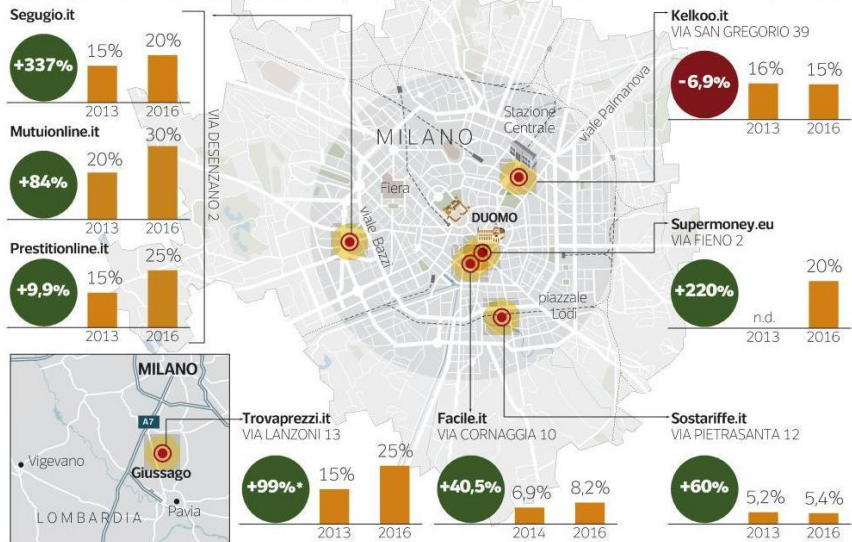 Segugio.it
+337%
15%
20%
2013
2016
Mutuionline.it
+84%
20%
30%
2013
2016
Prestitionline.it
+9,9%
15%
25%
2013
2016
VIA DESENZANO 2
MILANO
Stazione
Centrale
viale Palmanova
Fiera
viale Bazzi
DUOMO
piazzale
Lodi
Kelkoo.it
VIA SAN GREGORIO 39
-6,9%
16%
15%
2013
2016
Supermoney.eu
VIA FIENO 2
+220%
n.d.
20%
2013
2016
MILANO
A7
Vigevano
Giussago
Pavia
LOMBARDIA
Trovaprezzi.it
VIA LANZONI 13
+99%*
15%
25%
2013
2016
Facile.it
VIA CORNAGGIA 10
+40,5%
6,9%
8,2%
2014
2016
Sostariffe.it
VIA PIETRASANTA 12
+60%
5,2%
5,4%
2013
2016